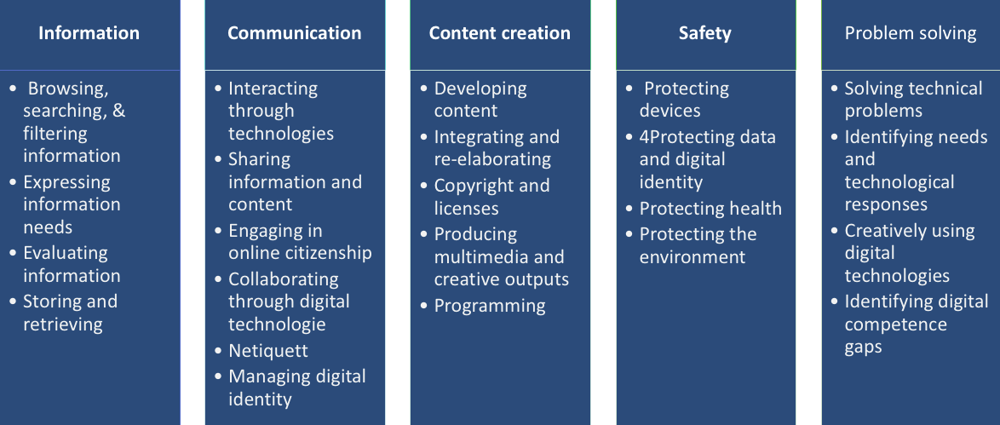 Information
• Browsing,
searching, &
filtering
information
• Expressing
information
needs
• Evaluating
information
• Storing and
retrieving
Communication
• Interacting
through
technologies
• Sharing
information and
content
• Engaging in
online citizenship
• Collaborating
through digital
technologie
• Netiquett
• Managing digital
identity
Content creation
• Developing
content
• Integrating and
re-elaborating
• Copyright and
licenses
• Producing
multimedia and
creative outputs
• Programming
Safety
• Protecting
devices
• 4Protecting data
and digital
identity
• Protecting health
• Protecting the
environment
Problem solving
• Solving technical
problems
• Identifying needs
and
technological
responses
• Creatively using
digital
technologies
• Identifying digital
competence
gaps